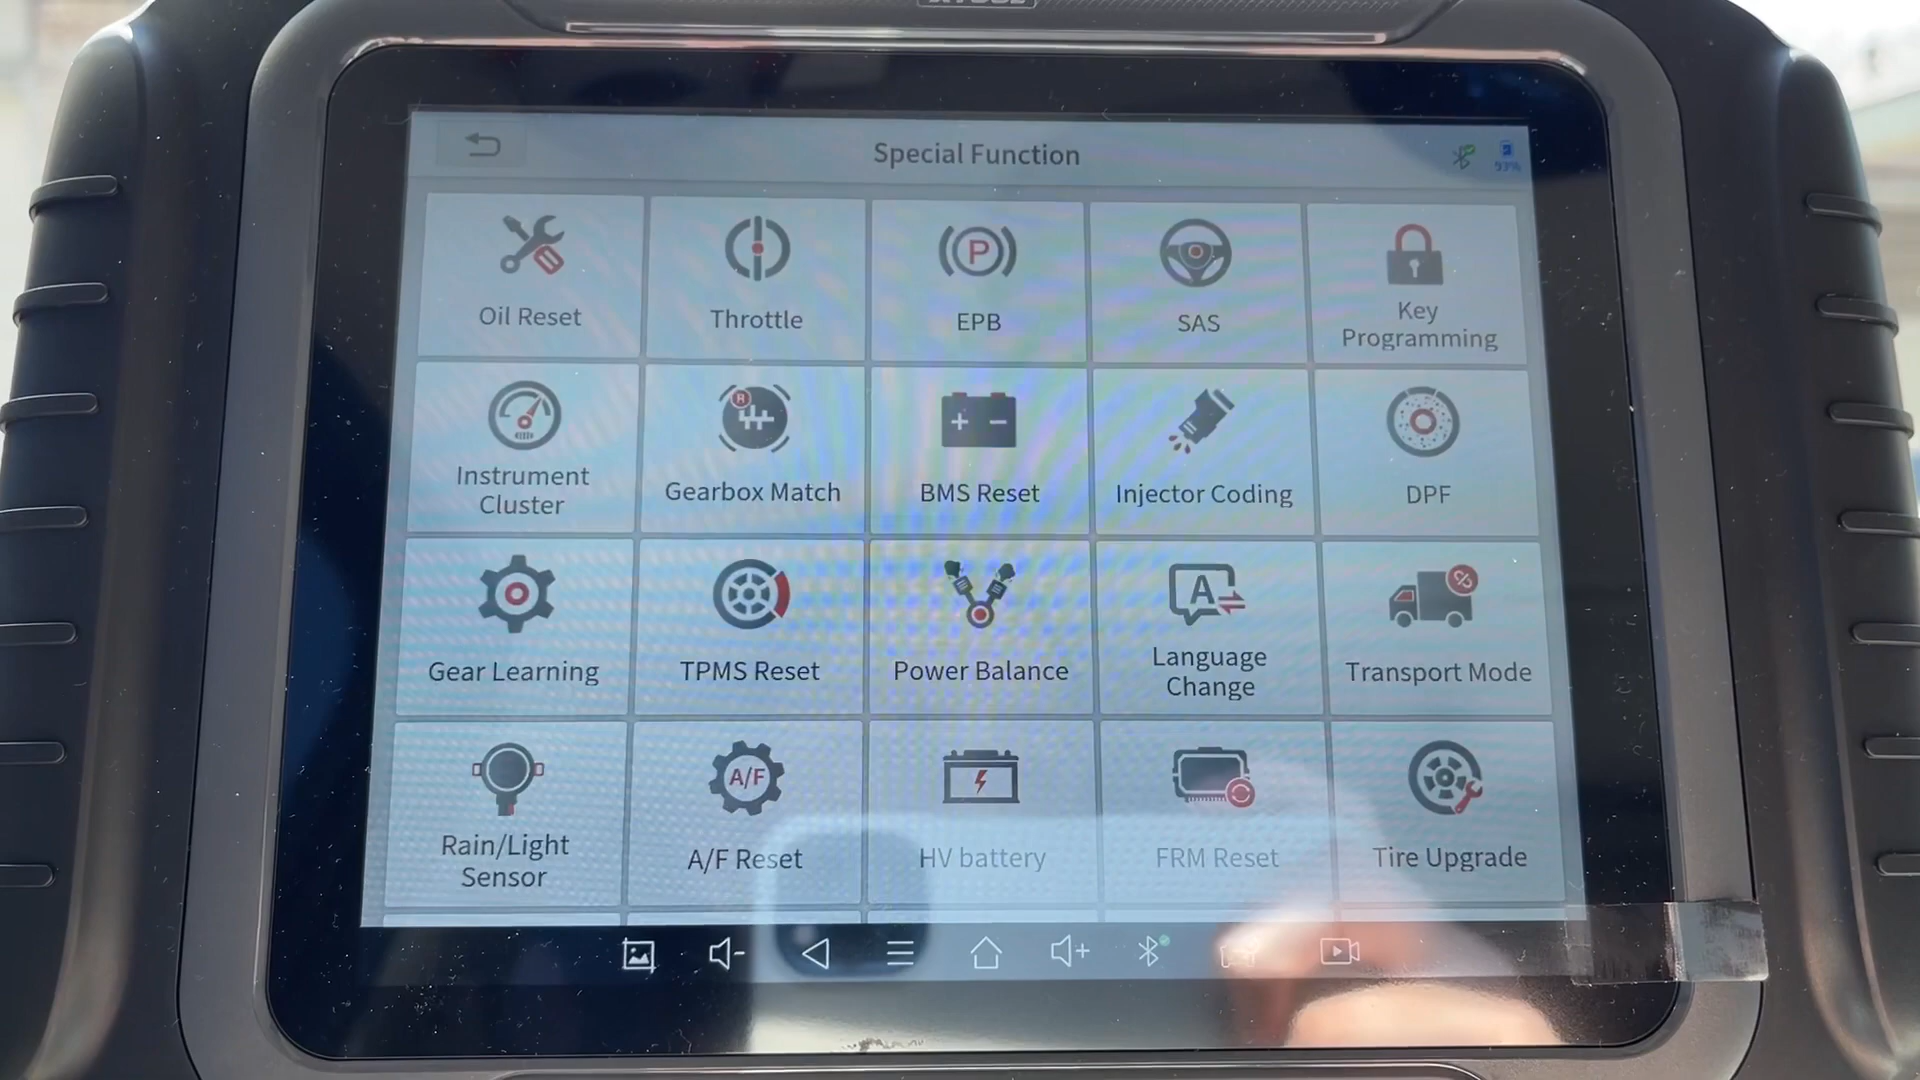 Special Function
93%
Oil Reset
Throttle
EPB
SAS
Key
Programming
Instrument
Cluster
Gearbox Match
BMS Reset
Injector Coding
DPF
Gear Learning
TPMS Reset
Power Balance
Language
Change
Transport Mode
Rain/Light
Sensor
A/F
A/F Reset
HV battery
FRM Reset
Tire Upgrade